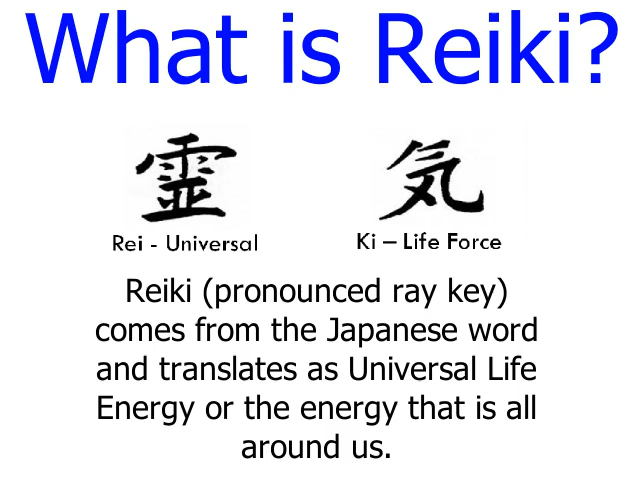 What is Reiki?
霊 気
Rei - Universal
Ki – Life Force
Reiki (pronounced ray key)
comes from the Japanese word
and translates as Universal Life
Energy or the energy that is all
around us.